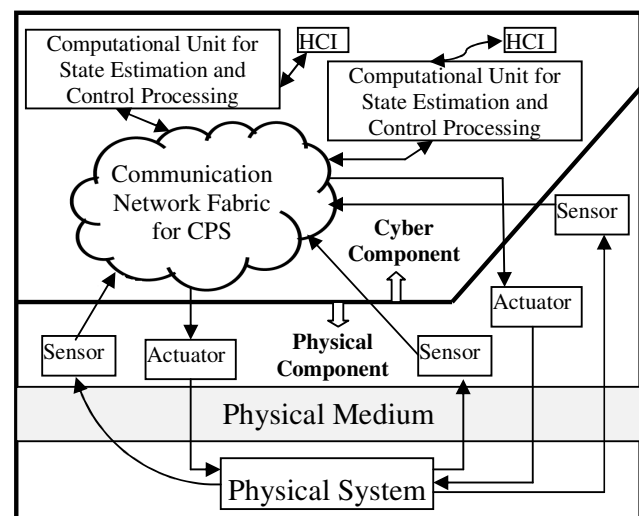 Computational Unit for
State Estimation and
Control Processing
HCI
HCI
Computational Unit for
State Estimation and
Control Processing
Communication
Network Fabric
for CPS
Sensor
Cyber
Component
Actuator
Sensor
Actuator
Physical
Component
Sensor
Physical Medium
Physical System